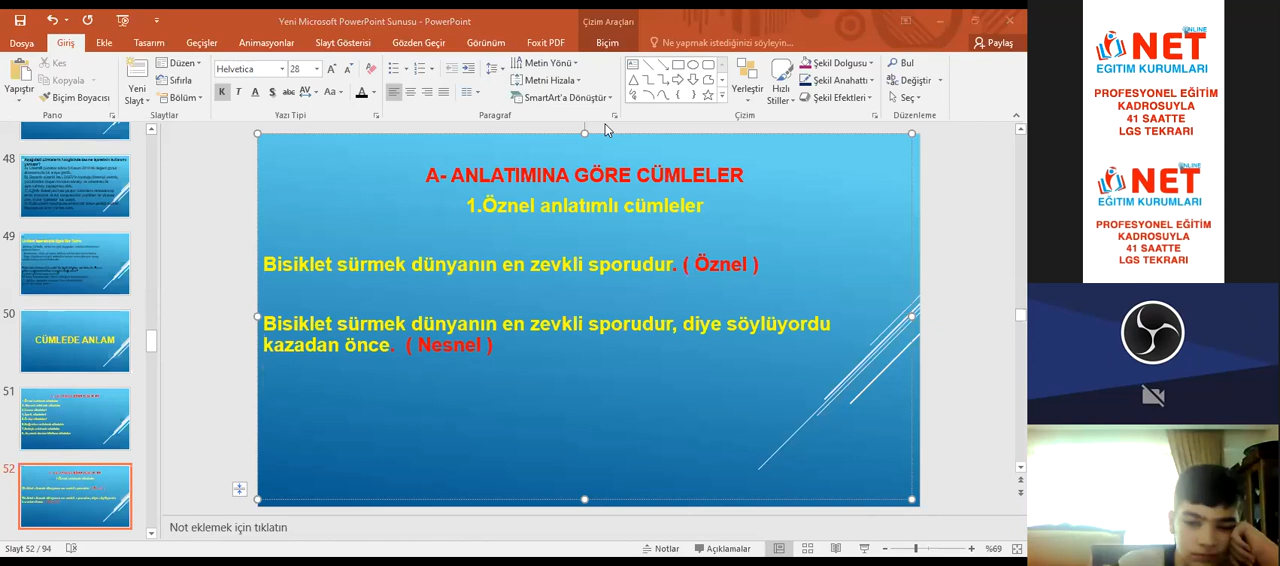 Yeni Microsoft PowerPoint Sunusu - PowerPoint
Çizim Araçları
Dosya Giriş Ekle Tasarım Geçişler Animasyonlar Slayt Gösterisi Gözden Geçir Görünüm Foxit PDF Biçim Ne yapmak istediğinizi söyleyin... Paylaş
Yapıştır
Kes
Kopyala
Biçim Boyacısı
Pano
Yeni
Slayt
Düzen
Sıfırla
Bölüm
Slaytlar
Helvetica 28
K T A S abc AV Aa A
Yazı Tipi
Metin Yönü
Metni Hizala
SmartArt'a Dönüştür
Paragraf
Yerleştir
Hızlı
Stiller
Şekil Dolgusu
Şekil Anahattı
Şekil Efektleri
Çizim
Bul
Değiştir
Seç
Düzenleme
48
49
50
CÜMLEDE ANLAM
51
52
A- ANLATIMINA GÖRE CÜMLELER
1.Öznel anlatımlı cümleler
Bisiklet sürmek dünyanın en zevkli sporudur. ( Öznel )
Bisiklet sürmek dünyanın en zevkli sporudur, diye söylüyordu
kazadan önce. ( Nesnel )
Not eklemek için tıklatın
Slayt 52 / 94
Notlar
Açıklamalar
%69
ONLINE
NET
EĞİTİM KURUMLARI
PROFESYONEL EĞİTİM
KADROSUYLA
41 SAATTE
LGS TEKRARI
ONLINE
NET
EĞİTİM KURUMLARI
PROFESYONEL EĞİTİM
KADROSUYLA
41 SAATTE
LGS TEKRARI